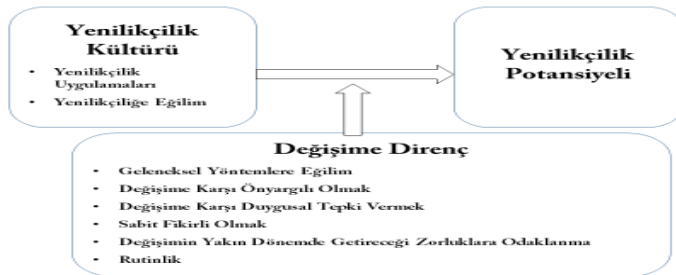 Yenilikçilik
Kültürü
• Yenilikçilik
Uygulamaları
• Yenilikçiliğe Eğilim
Yenilikçilik
Potansiyeli
Değişime Direnç
• Geleneksel Yöntemlere Eğilim
• Değişime Karşı Önyargılı Olmak
• Değişime Karşı Duygusal Tepki Vermek
• Sabit Fikirli Olmak
• Değişimin Yakın Dönemde Getireceği Zorluklara Odaklanma
• Rutinlik